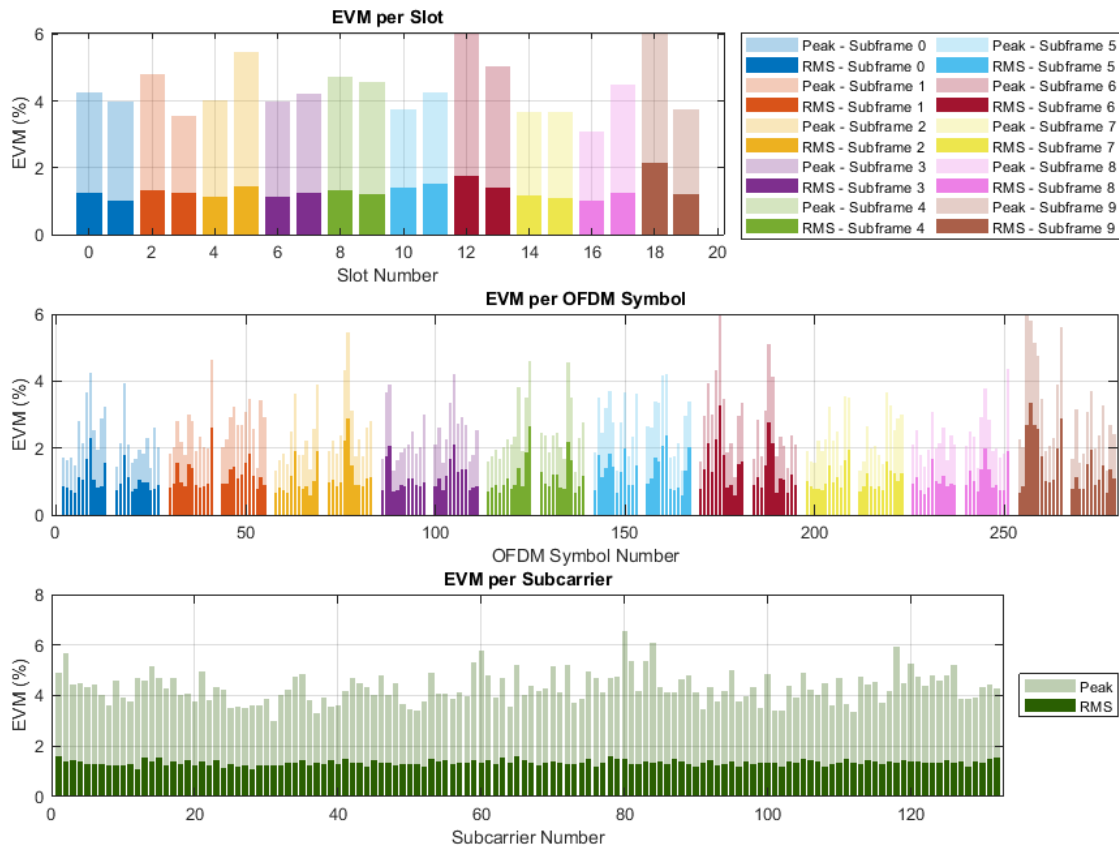 EVM per Slot
6
4
2
0
EVM (%)
0 2 4 6 8 10 12 14 16 18 20
Slot Number
Peak - Subframe 0 Peak - Subframe 5
RMS - Subframe 0 RMS - Subframe 5
Peak - Subframe 1 Peak - Subframe 6
RMS - Subframe 1 RMS - Subframe 6
Peak - Subframe 2 Peak - Subframe 7
RMS - Subframe 2 RMS - Subframe 7
Peak - Subframe 3 Peak - Subframe 8
RMS - Subframe 3 RMS - Subframe 8
Peak - Subframe 4 Peak - Subframe 9
RMS - Subframe 4 RMS - Subframe 9
EVM per OFDM Symbol
6
4
2
0
EVM (%)
0 50 100 150 200 250
OFDM Symbol Number
EVM per Subcarrier
8
6
4
2
0
EVM (%)
0 20 40 60 80 100 120
Subcarrier Number
Peak
RMS